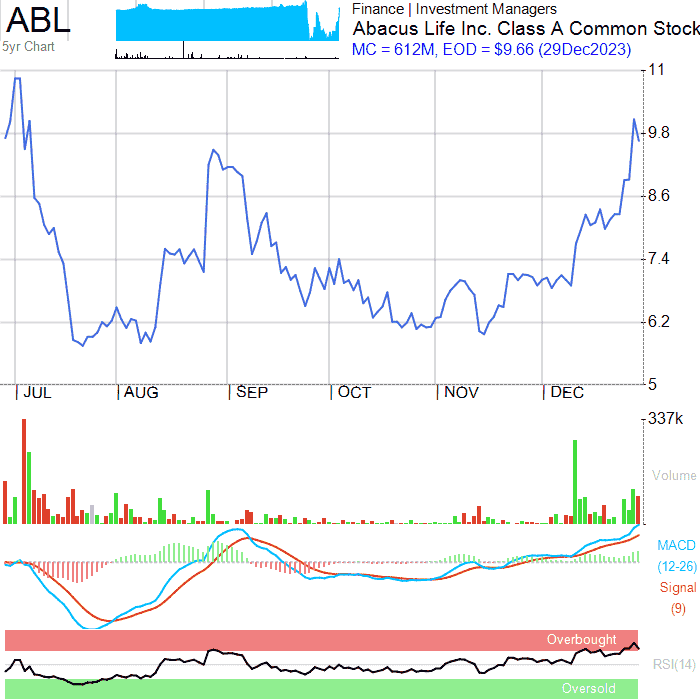 ABL
5yr Chart
Finance | Investment Managers
Abacus Life Inc. Class A Common Stock
MC = 612M, EOD = $9.66 (29Dec2023)
11
9.8
8.6
7.4
6.2
5
JUL AUG SEP OCT NOV DEC
337k
Volume
MACD
(12-26)
Signal
(9)
Overbought
RSI(14)
Oversold